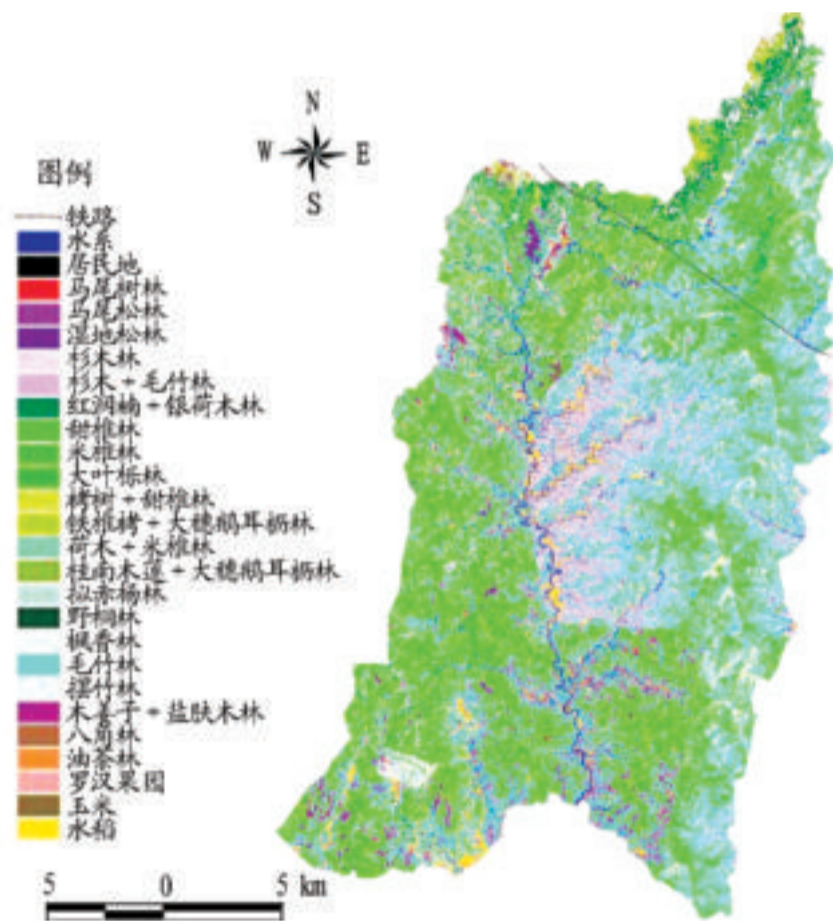 N
W E
S
图例
铁路
水系
居民地
马尾树林
马尾松林
湿地松林
杉木林
杉木+毛竹林
红润楠+银荷木林
甜椎林
米椎林
大叶栎林
栲树+甜椎林
铁椎栲+大穗鹅耳枥林
荷木+米椎林
桂南木莲+大穗鹅耳枥林
拟赤杨林
野桐林
枫香林
毛竹林
摆竹林
木姜子+盐肤木林
八角林
油茶林
罗汉果园
玉米
水稻
5 0 5 km